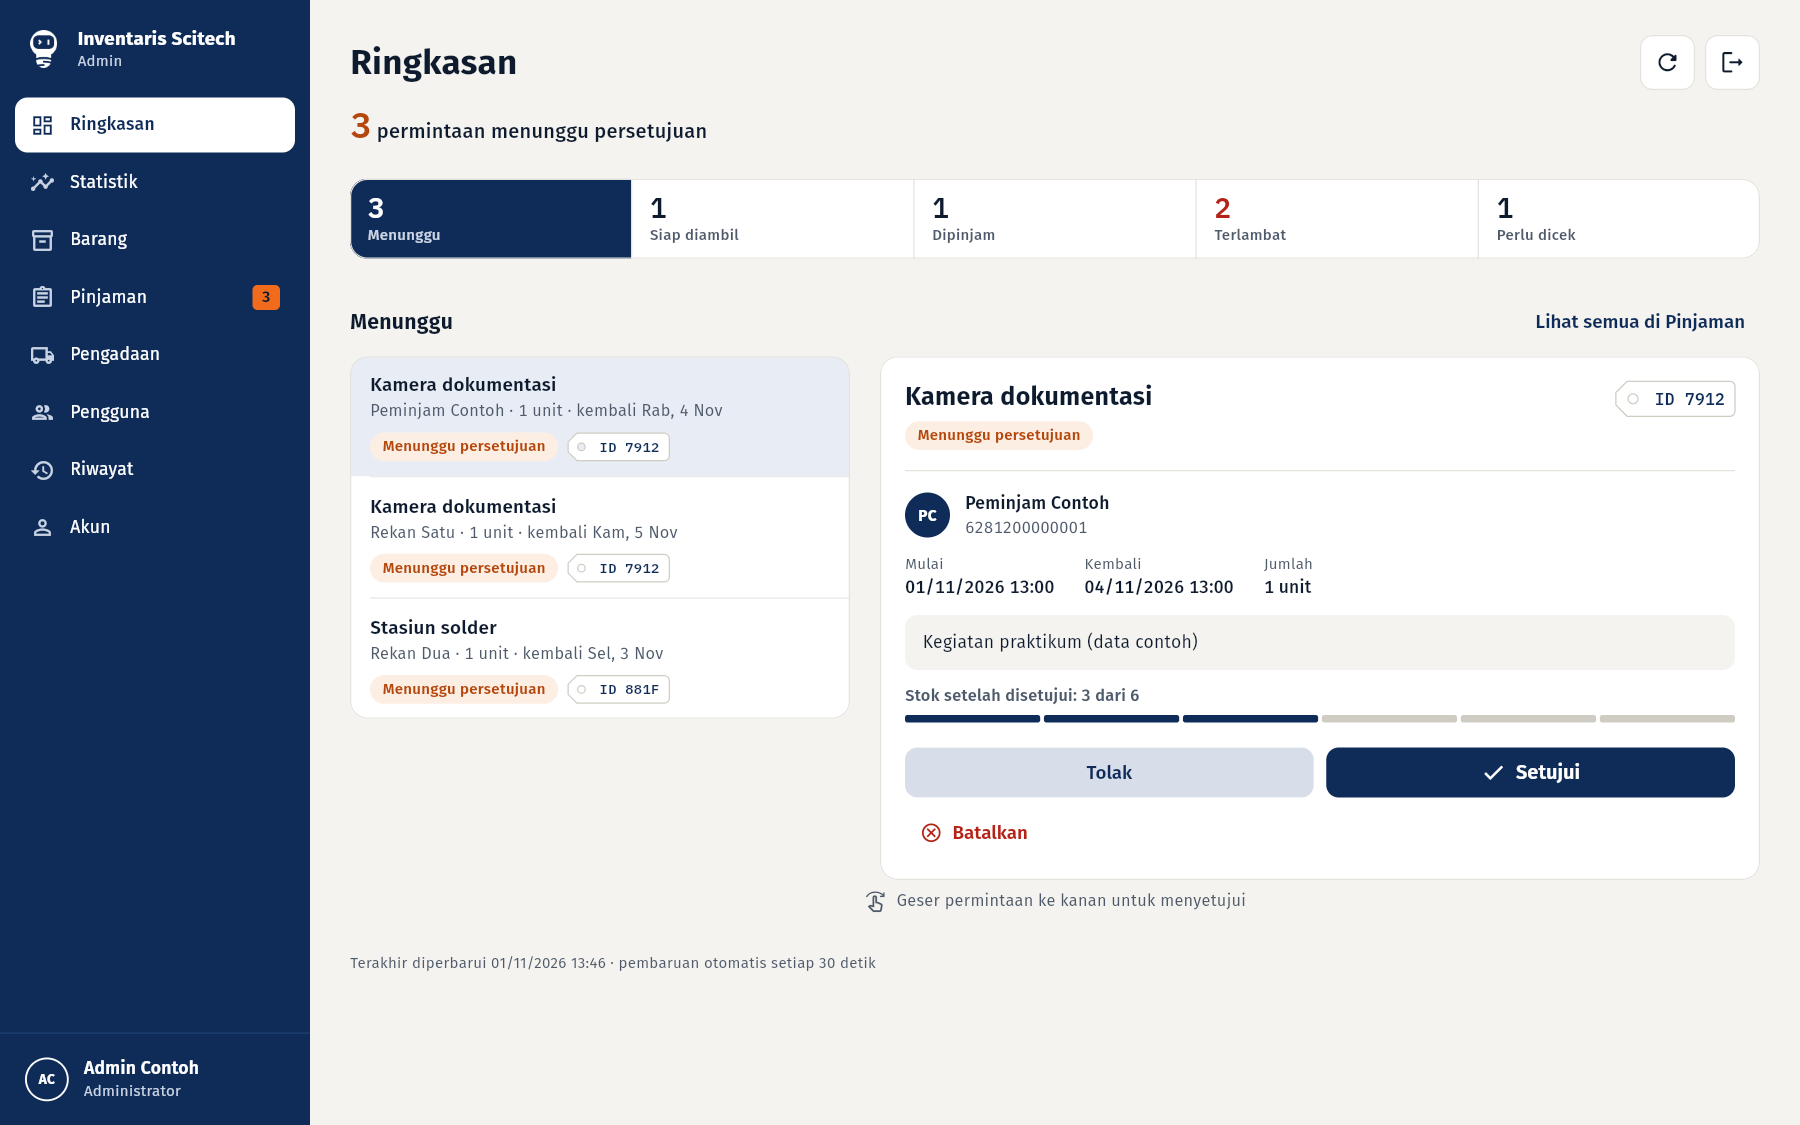 Inventaris Scitech
Admin
Ringkasan
Statistik
Barang
Pinjaman 3
Pengadaan
Pengguna
Riwayat
Akun
AC
Admin Contoh
Administrator
Ringkasan
3 permintaan menunggu persetujuan
3
Menunggu
1
Siap diambil
1
Dipinjam
2
Terlambat
1
Perlu dicek
Menunggu
Lihat semua di Pinjaman
Kamera dokumentasi
Peminjam Contoh · 1 unit · kembali Rab, 4 Nov
Menunggu persetujuan ID 7912
Kamera dokumentasi
Rekan Satu · 1 unit · kembali Kam, 5 Nov
Menunggu persetujuan ID 7912
Stasiun solder
Rekan Dua · 1 unit · kembali Sel, 3 Nov
Menunggu persetujuan ID 881F
Kamera dokumentasi
ID 7912
Menunggu persetujuan
PC
Peminjam Contoh
6281200000001
Mulai
01/11/2026 13:00
Kembali
04/11/2026 13:00
Jumlah
1 unit
Kegiatan praktikum (data contoh)
Stok setelah disetujui: 3 dari 6
Tolak
Setujui
Batalkan
Geser permintaan ke kanan untuk menyetujui
Terakhir diperbarui 01/11/2026 13:46 · pembaruan otomatis setiap 30 detik